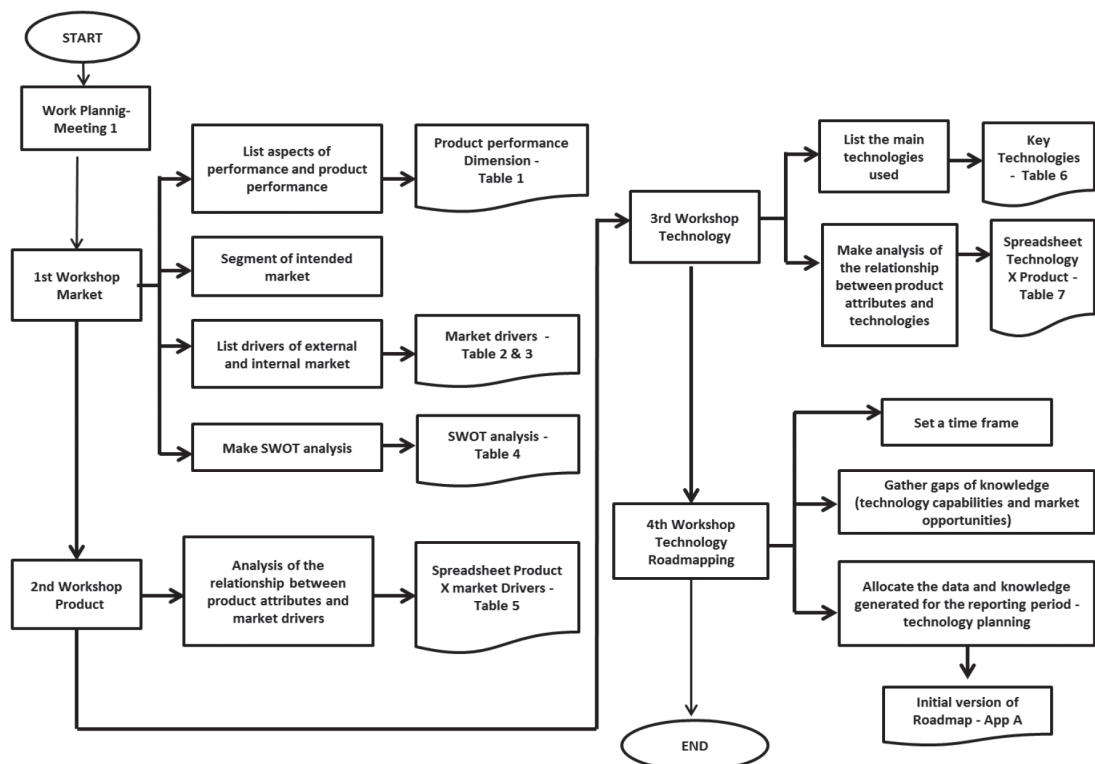 START
Work Plannig-
Meeting 1
1st Workshop
Market
List aspects of
performance and product
performance
Product performance
Dimension -
Table 1
Segment of intended
market
List drivers of external
and internal market
Market drivers -
Table 2 & 3
Make SWOT analysis
SWOT analysis -
Table 4
2nd Workshop
Product
Analysis of the
relationship between
product attributes and
market drivers
Spreadsheet Product
X market Drivers -
Table 5
3rd Workshop
Technology
List the main
technologies
used
Key
Technologies
- Table 6
Make analysis of
the relationship
between product
attributes and
technologies
Spreadsheet
Technology
X Product -
Table 7
4th Workshop
Technology
Roadmapping
Set a time frame
Gather gaps of knowledge
(technology capabilities and market
opportunities)
Allocate the data and knowledge
generated for the reporting period -
technology planning
Initial version of
Roadmap - App A
END